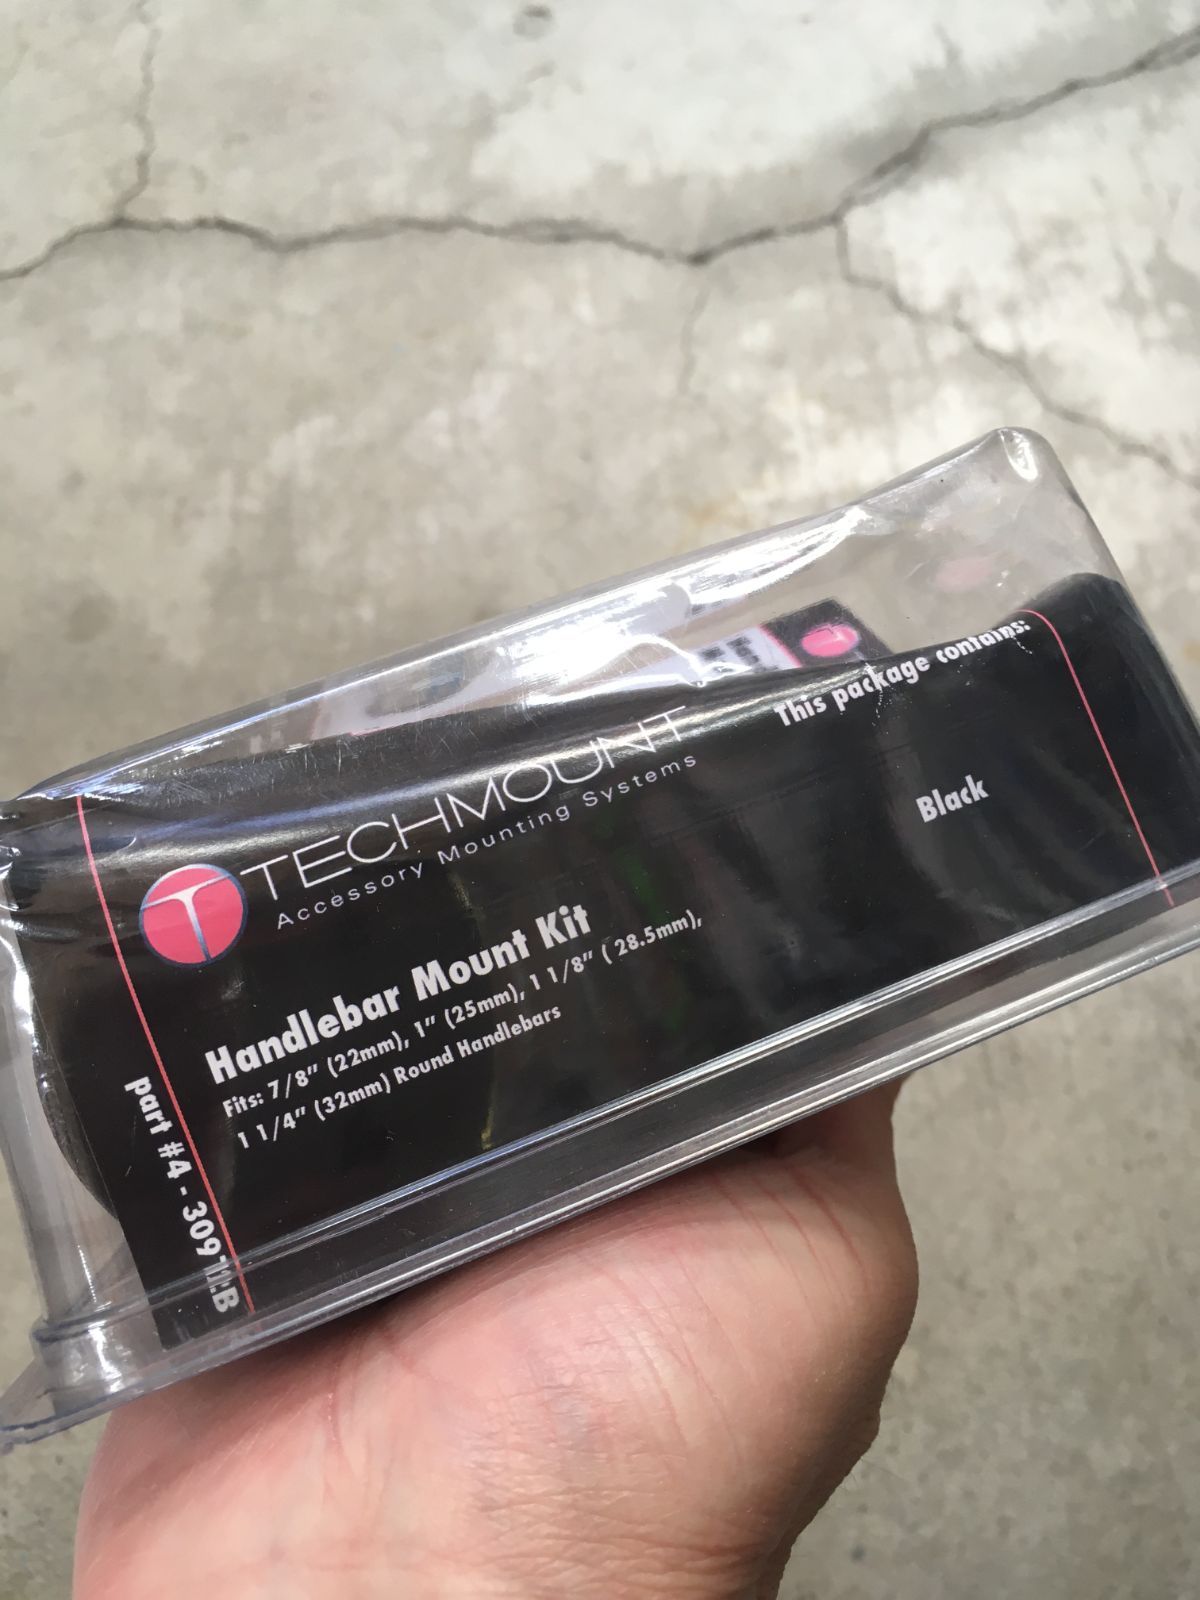 TECHMOUNT
Accessory Mounting Systems
Handlebar Mount Kit
Fits: 7/8" (22mm), 1" (25mm), 1 1/8" ( 28.5mm),
1 1/4" (32mm) Round Handlebars
This package contains:
Black
part #4 -